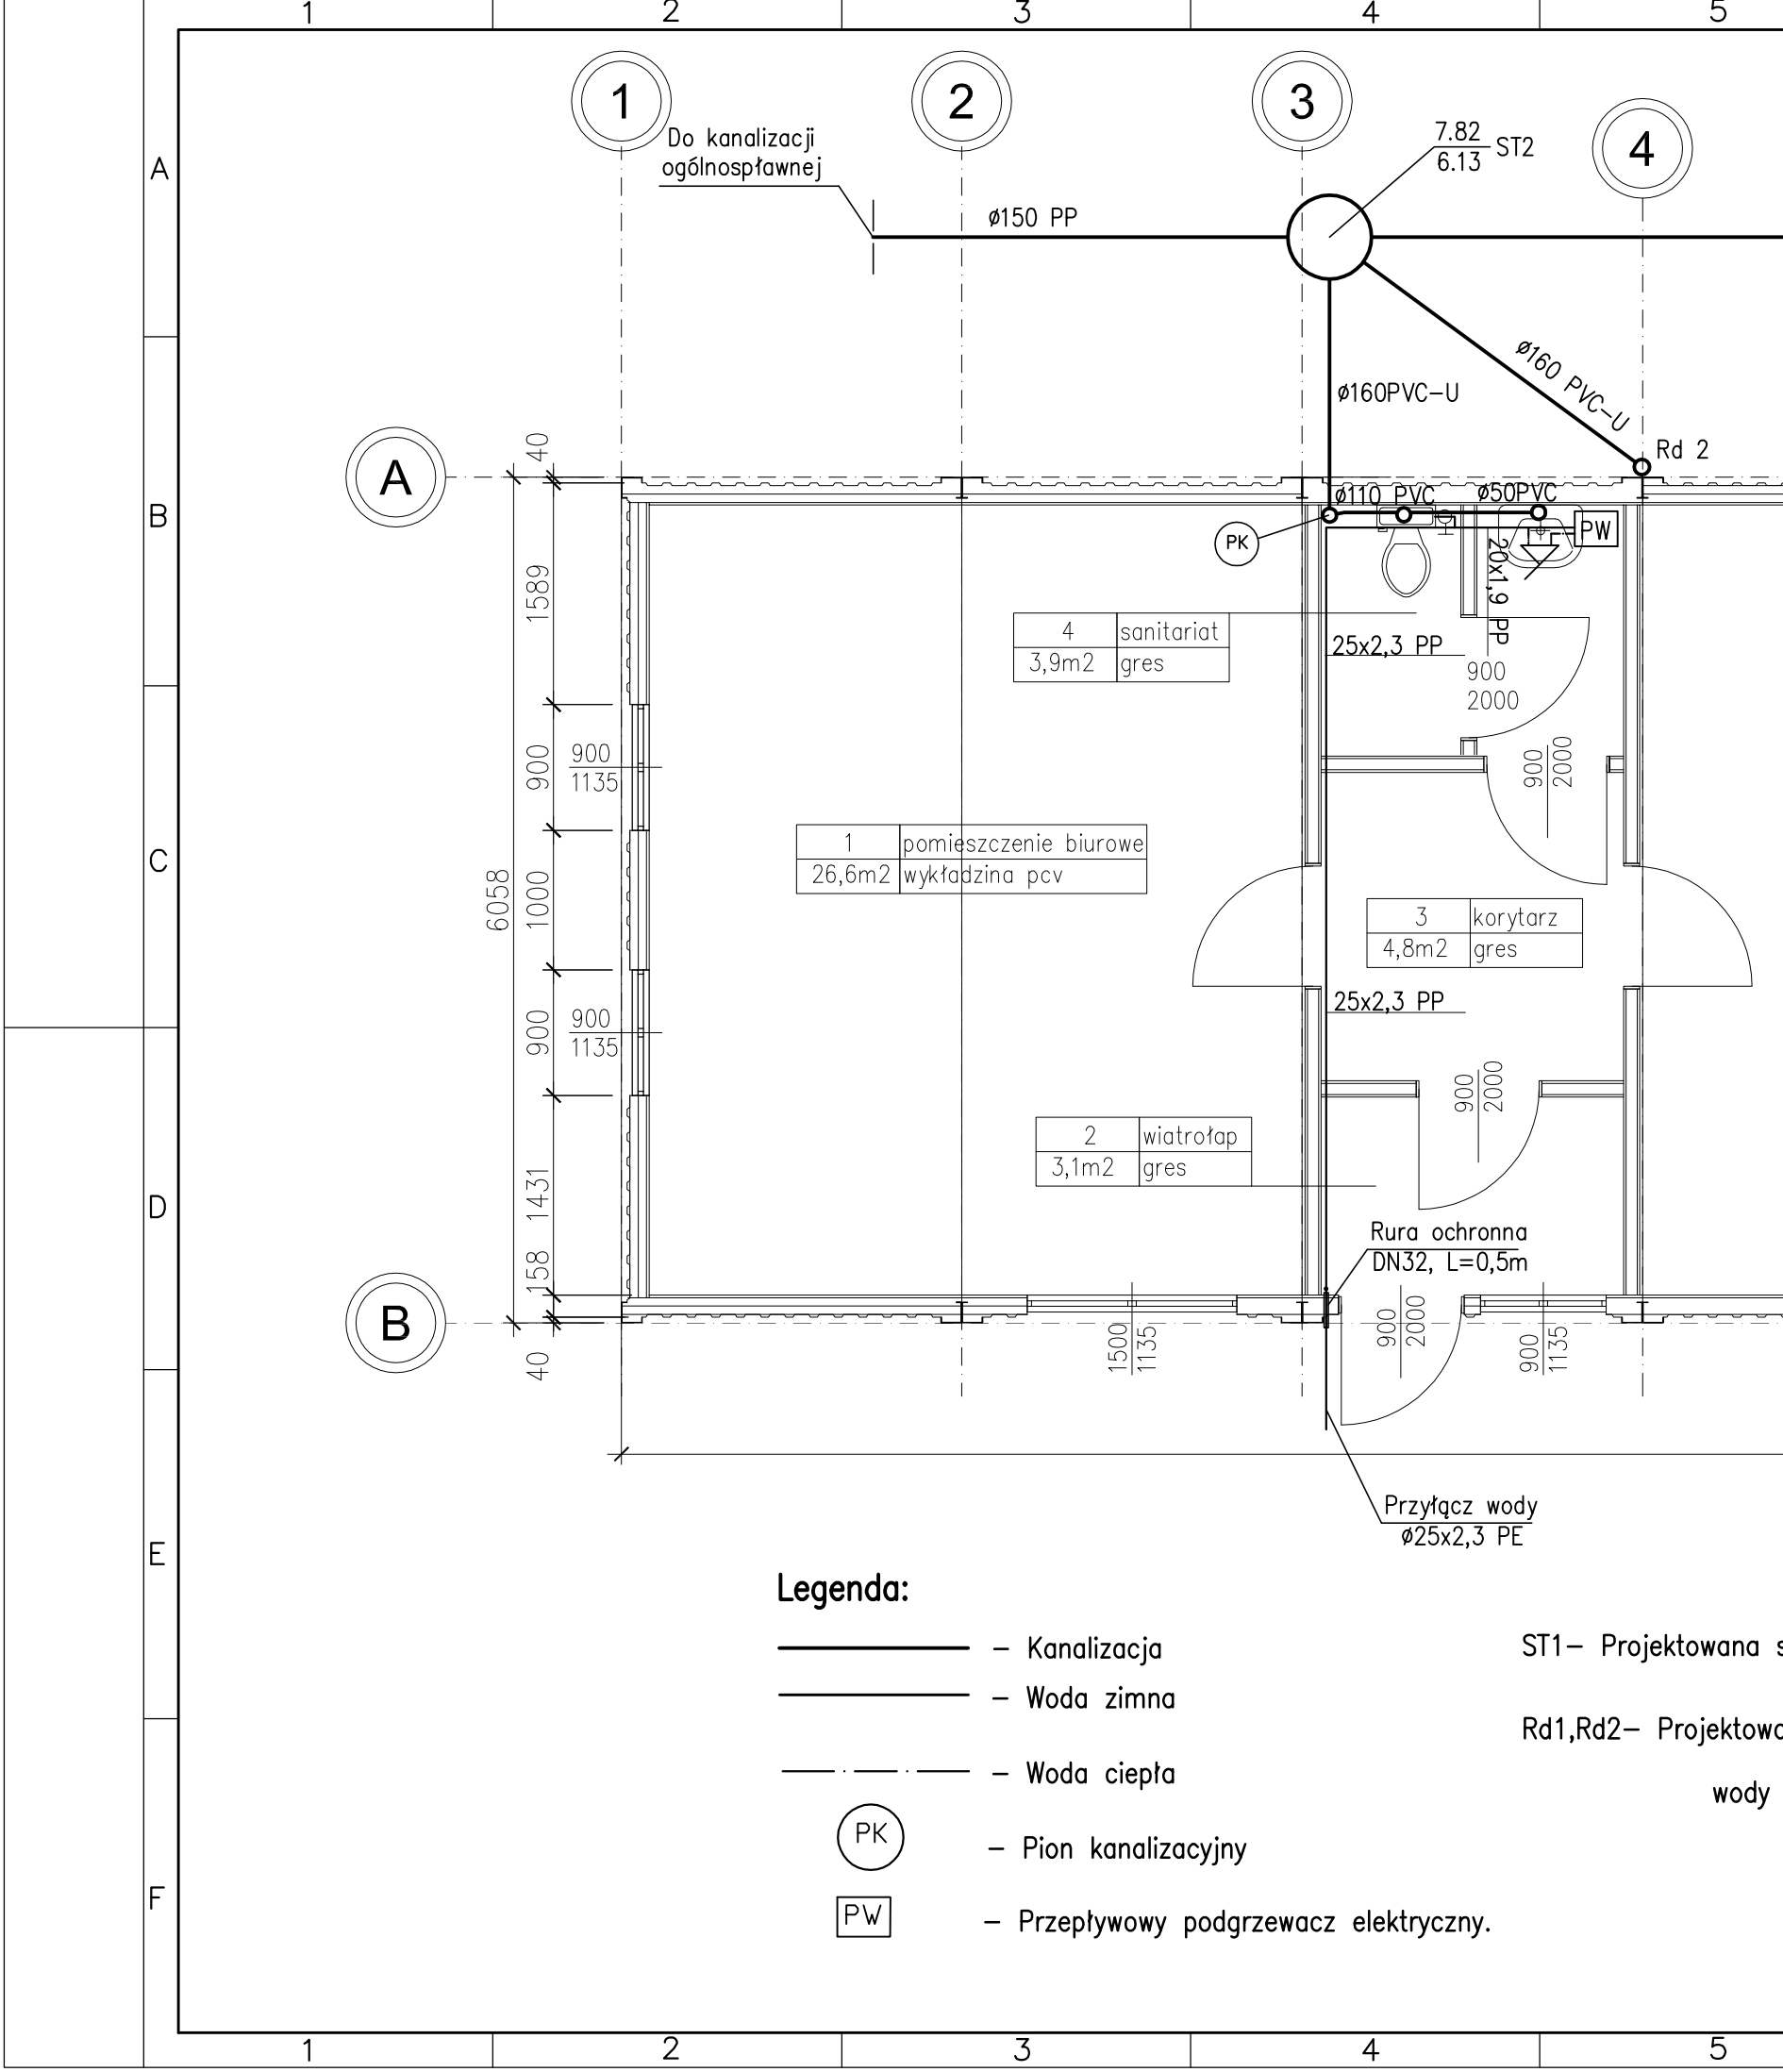 1 2 3 4 5
1 2 3 4
A
B
C
D
E
F
Do kanalizacji
ogólnospławnej
ø150 PP
7.82
6.13
ST2
ø160PVC-U
ø160 PVC-U
Rd 2
A
B
40
1589
900
1000
900
1431
158
40
6058
900
1135
900
1135
ø110 PVC
ø50PVC
PK
PW
20x1,9 PP
4 sanitariat
3,9m2 gres
25x2,3 PP
900
2000
900
2000
1 pomieszczenie biurowe
26,6m2 wykładzina pcv
3 korytarz
4,8m2 gres
25x2,3 PP
900
2000
2 wiatrołap
3,1m2 gres
Rura ochronna
DN32, L=0,5m
1500
1135
900
2000
900
1135
Przyłącz wody
ø25x2,3 PE
Legenda:
– Kanalizacja
– Woda zimna
– Woda ciepła
PK – Pion kanalizacyjny
PW – Przepływowy podgrzewacz elektryczny.
ST1– Projektowana
Rd1,Rd2–
wody
1 2 3 4 5